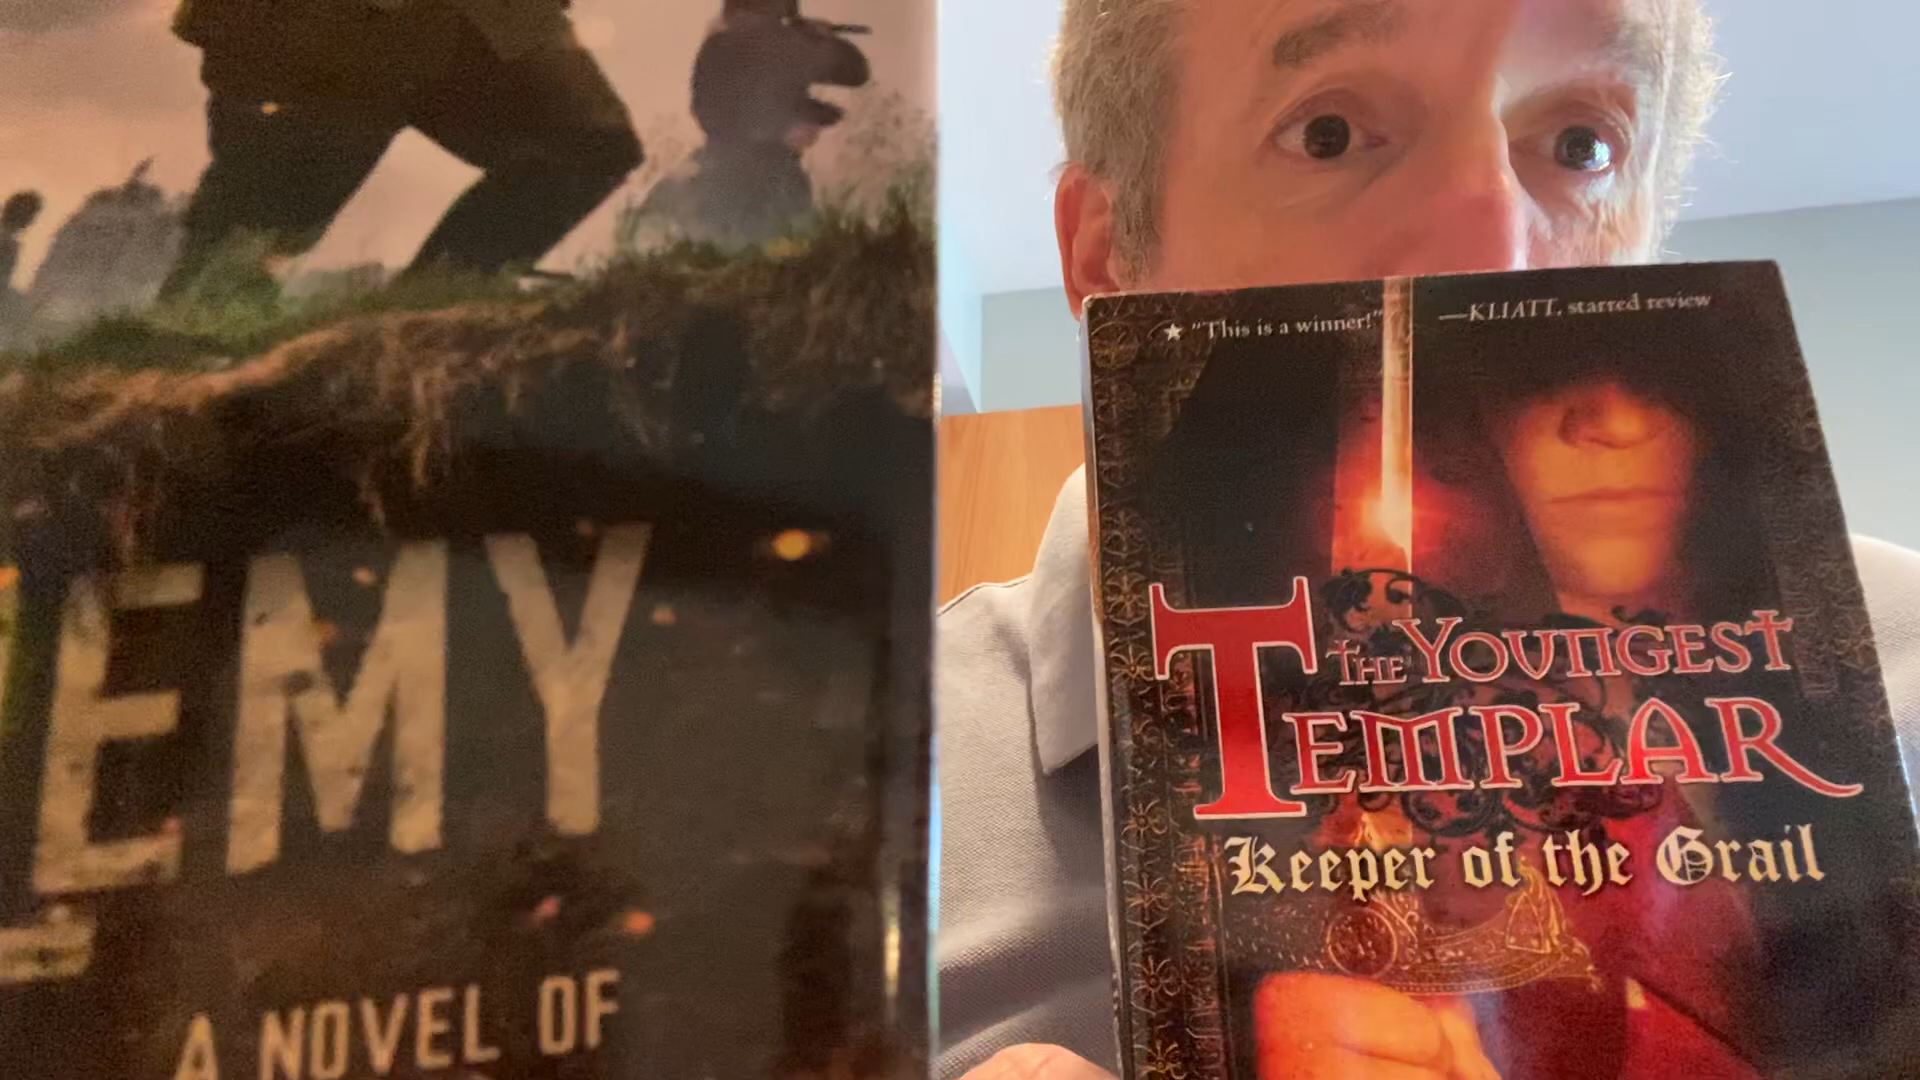 EMY
A NOVEL OF
★ "This is a winner!" —KLIATT, starred review
THE YOUNGEST
TEMPLAR
Keeper of the Grail